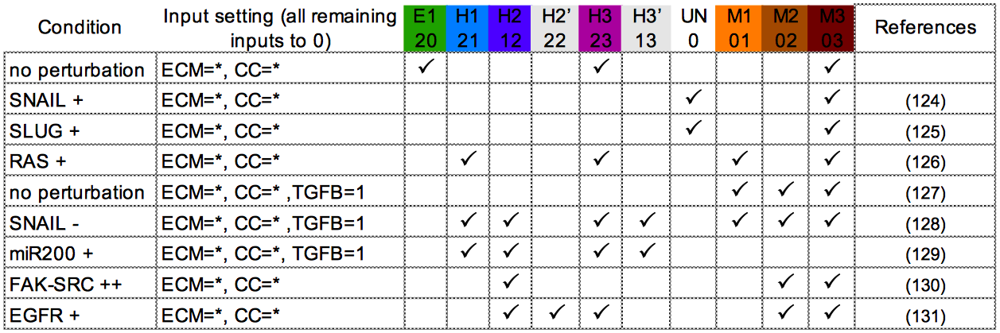 Condition Input setting (all remaining inputs to 0) E1 20 H1 21 H2 12 H2’ 22 H3 23 H3’ 13 UN 0 M1 01 M2 02 M3 03 References
no perturbation ECM=*, CC=* ✓ ✓ ✓
SNAIL + ECM=*, CC=* ✓ ✓ (124)
SLUG + ECM=*, CC=* ✓ ✓ (125)
RAS + ECM=*, CC=* ✓ ✓ ✓ ✓ (126)
no perturbation ECM=*, CC=* ,TGFB=1 ✓ ✓ ✓ (127)
SNAIL - ECM=*, CC=* ,TGFB=1 ✓ ✓ ✓ ✓ ✓ ✓ ✓ (128)
miR200 + ECM=*, CC=*, TGFB=1 ✓ ✓ ✓ ✓ (129)
FAK-SRC ++ ECM=*, CC=* ✓ ✓ ✓ (130)
EGFR + ECM=*, CC=* ✓ ✓ ✓ ✓ ✓ (131)